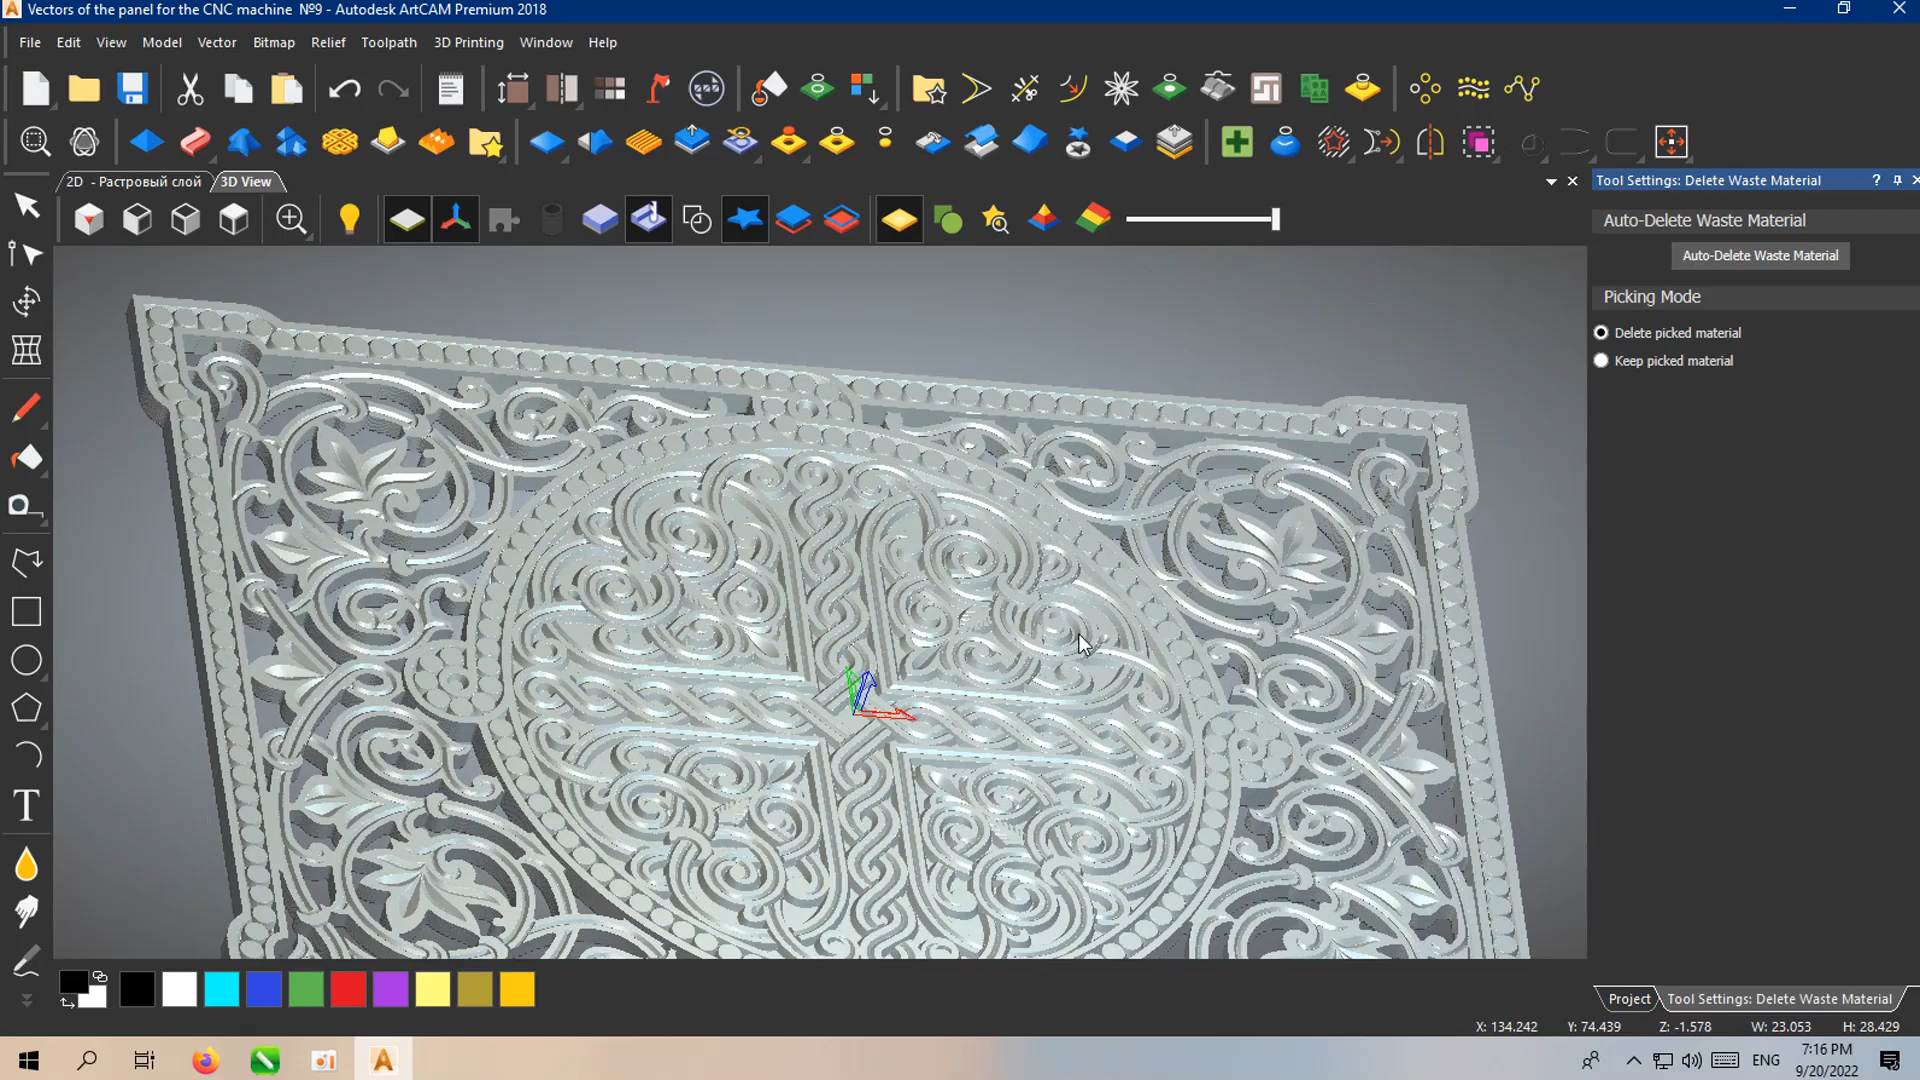 Vectors of the panel for the CNC machine №9 - Autodesk ArtCAM Premium 2018
File Edit View Model Vector Bitmap Relief Toolpath 3D Printing Window Help
2D - Растровый слой 3D View
Tool Settings: Delete Waste Material
Auto-Delete Waste Material
Auto-Delete Waste Material
Picking Mode
Delete picked material
Keep picked material
T
Project Tool Settings: Delete Waste Material
X: 134.242 Y: 74.439 Z: -1.578 W: 23.053 H: 28.429
ENG
7:16 PM
9/20/2022